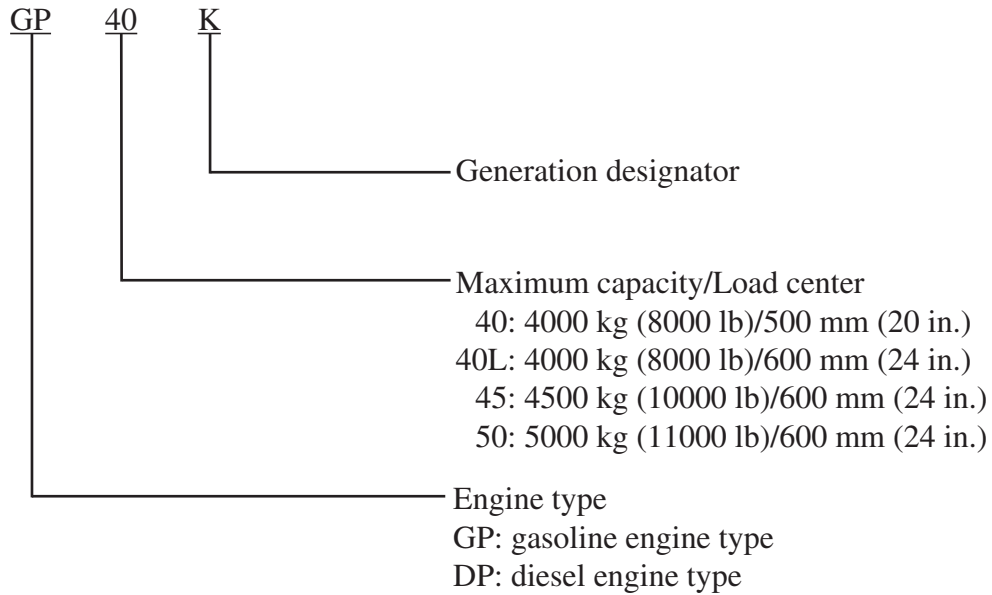 GP 40 K
Generation designator
Maximum capacity/Load center
40: 4000 kg (8000 lb)/500 mm (20 in.)
40L: 4000 kg (8000 lb)/600 mm (24 in.)
45: 4500 kg (10000 lb)/600 mm (24 in.)
50: 5000 kg (11000 lb)/600 mm (24 in.)
Engine type
GP: gasoline engine type
DP: diesel engine type